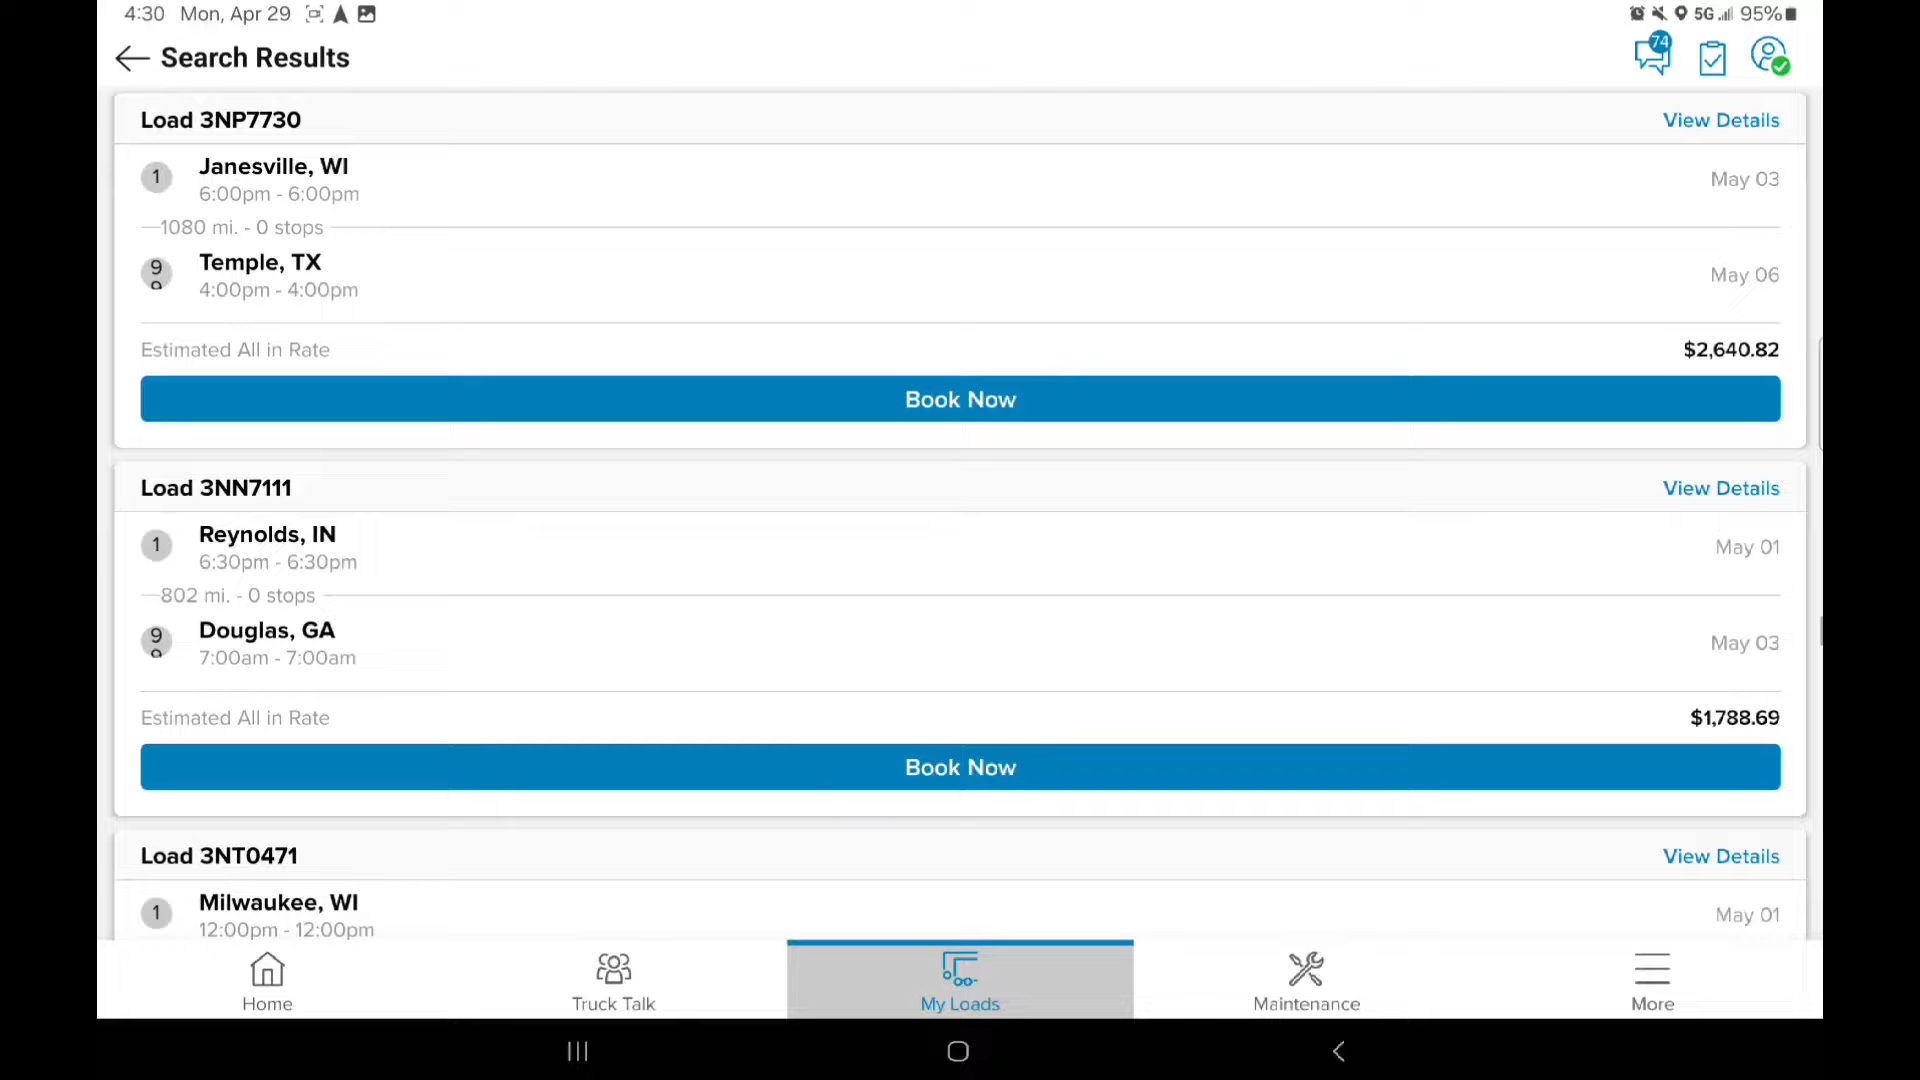 4:30 Mon, Apr 29
5G 95%
Search Results
74
Load 3NP7730 View Details
1 Janesville, WI
6:00pm - 6:00pm May 03
1080 mi. - 0 stops
99 Temple, TX
4:00pm - 4:00pm May 06
Estimated All in Rate $2,640.82
Book Now
Load 3NN7111 View Details
1 Reynolds, IN
6:30pm - 6:30pm May 01
802 mi. - 0 stops
99 Douglas, GA
7:00am - 7:00am May 03
Estimated All in Rate $1,788.69
Book Now
Load 3NT0471 View Details
1 Milwaukee, WI
12:00pm - 12:00pm May 01
Home Truck Talk My Loads Maintenance More